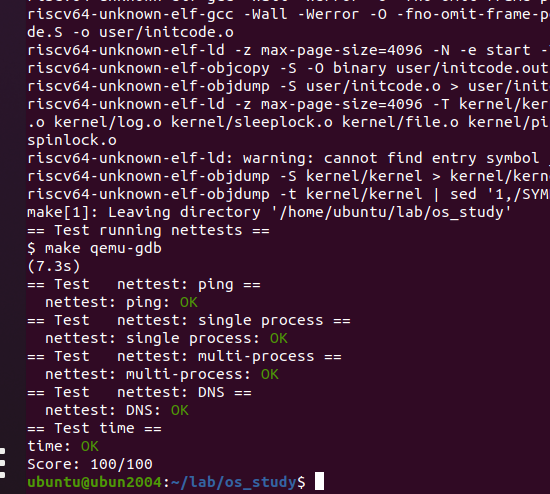 riscv64-unknown-elf-gcc -Wall -Werror -O -fno-omit-frame-p
de.S -o user/initcode.o
riscv64-unknown-elf-ld -z max-page-size=4096 -N -e start -
riscv64-unknown-elf-objcopy -S -O binary user/initcode.out
riscv64-unknown-elf-objdump -S user/initcode.o > user/init
riscv64-unknown-elf-ld -z max-page-size=4096 -T kernel/ker
.o kernel/log.o kernel/sleeplock.o kernel/file.o kernel/pi
spinlock.o
riscv64-unknown-elf-ld: warning: cannot find entry symbol _
riscv64-unknown-elf-objdump -S kernel/kernel > kernel/kern
riscv64-unknown-elf-objdump -t kernel/kernel | sed '1,/SYM
make[1]: Leaving directory '/home/ubuntu/lab/os_study'
== Test running nettests ==
$ make qemu-gdb
(7.3s)
== Test   nettest: ping ==
  nettest: ping: OK
== Test   nettest: single process ==
  nettest: single process: OK
== Test   nettest: multi-process ==
  nettest: multi-process: OK
== Test   nettest: DNS ==
  nettest: DNS: OK
== Test time ==
time: OK
Score: 100/100
ubuntu@ubun2004:~/lab/os_study$